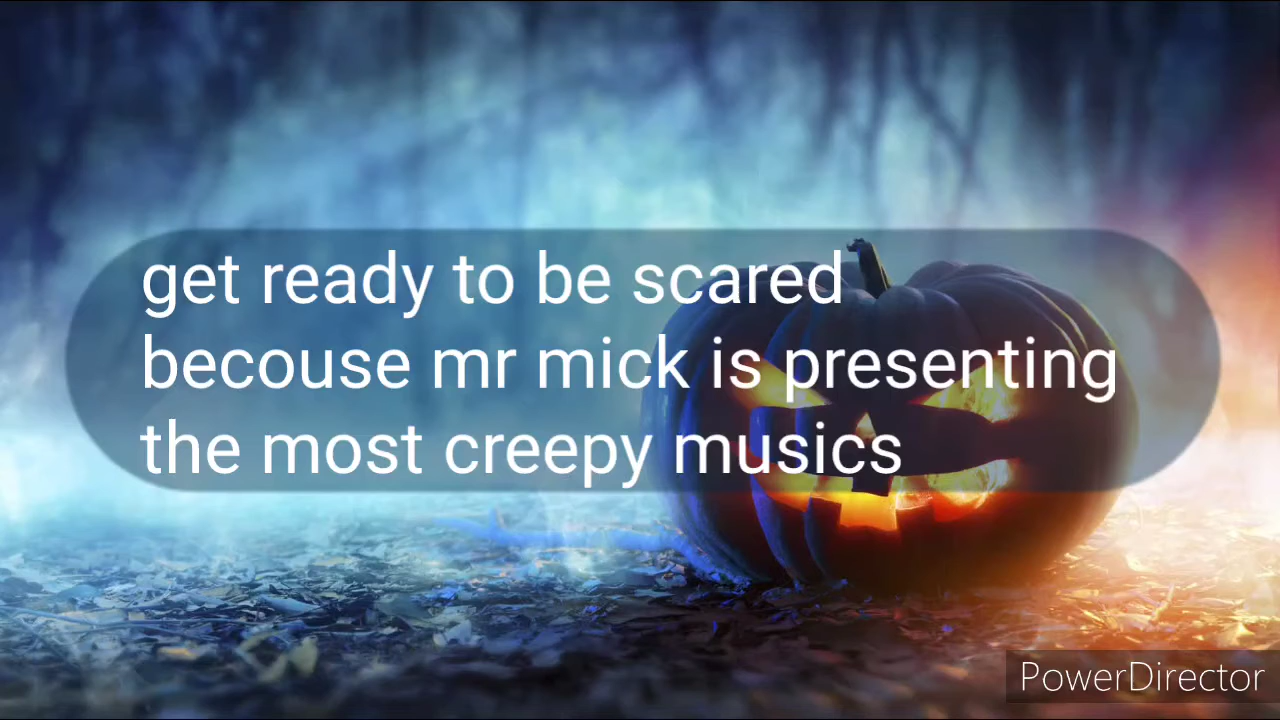 get ready to be scared
becouse mr mick is presenting
the most creepy musics
PowerDirector